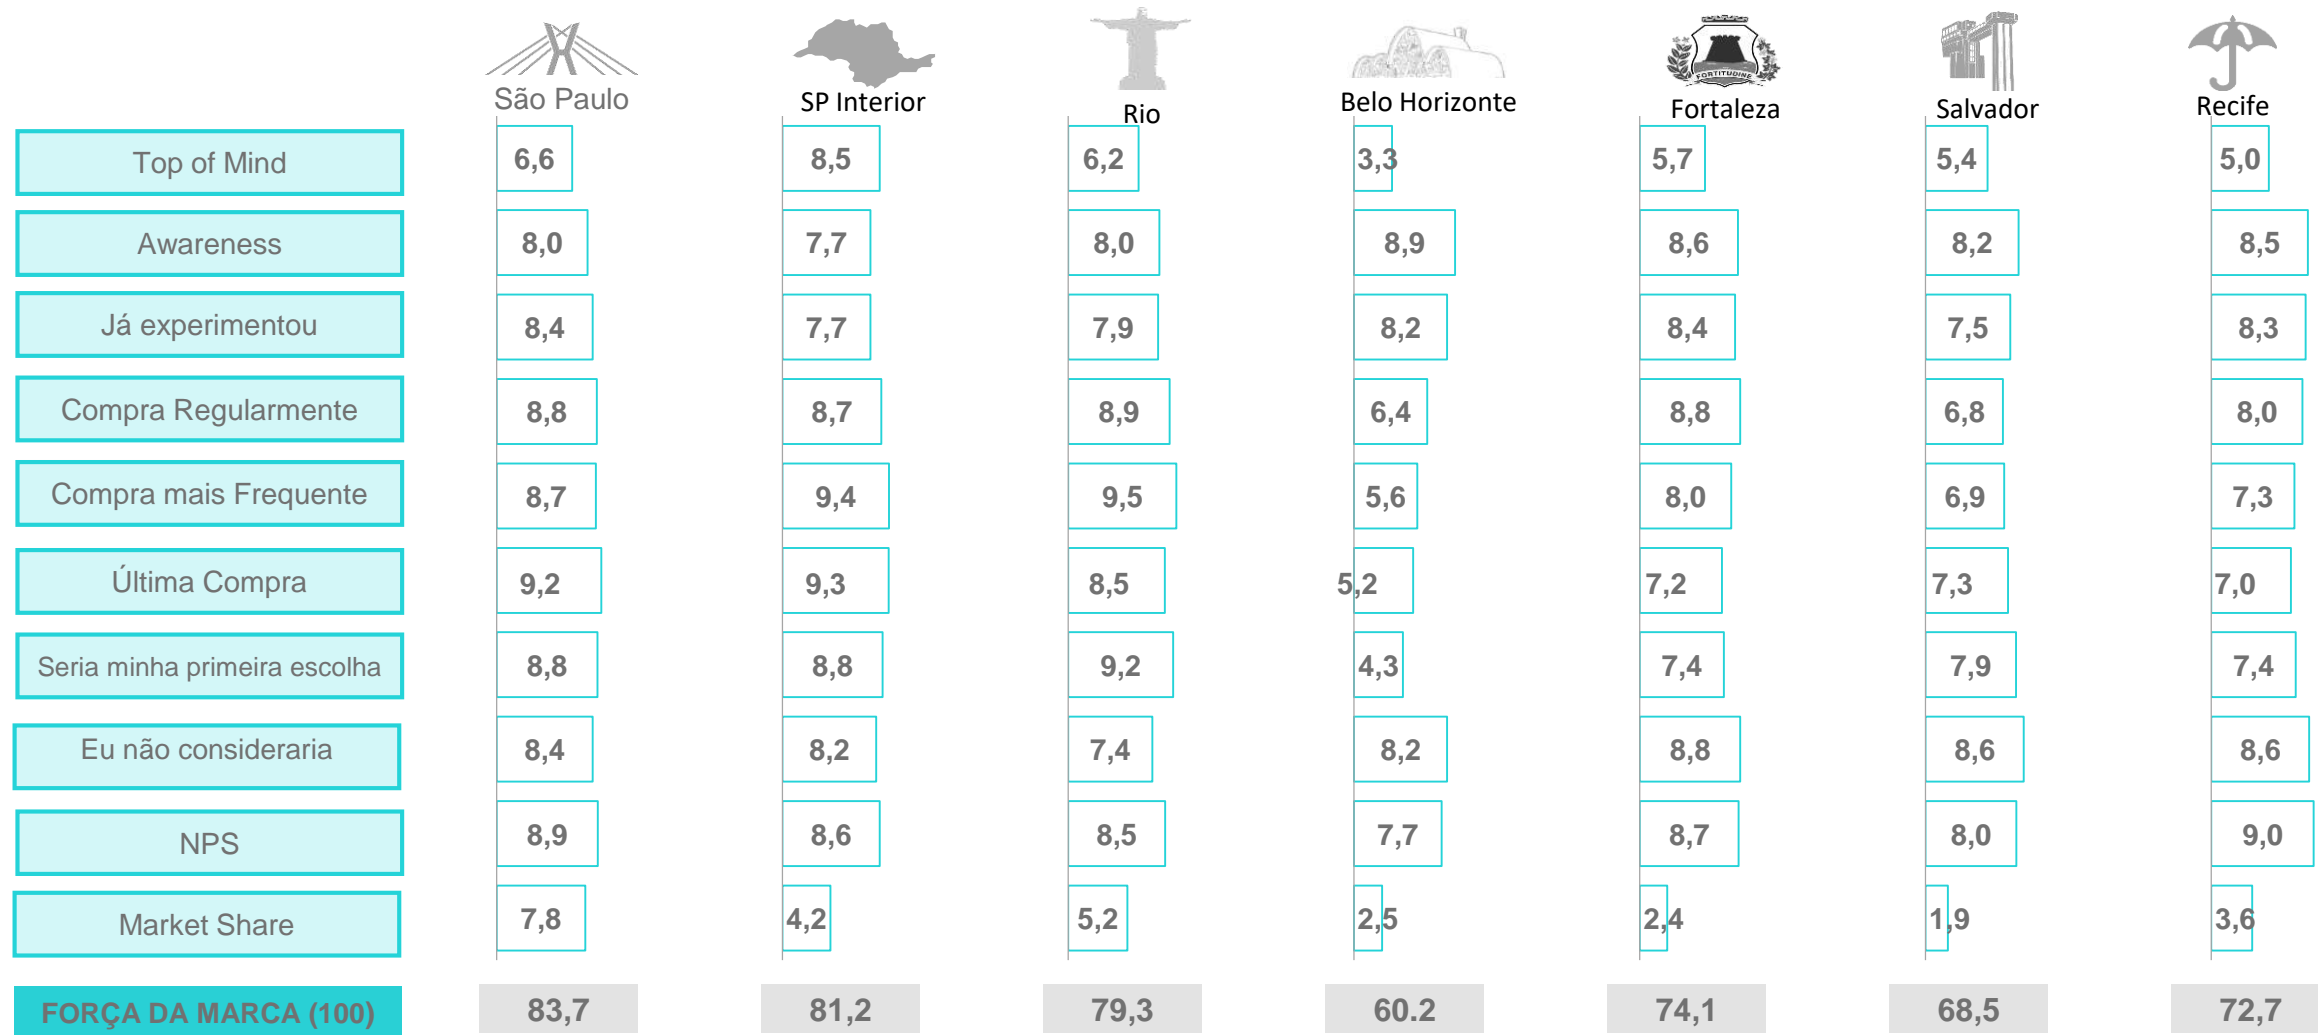 São Paulo SP Interior Rio Belo Horizonte Fortaleza Salvador Recife
FORTITUDINE
Top of Mind 6,6 8,5 6,2 3,3 5,7 5,4 5,0
Awareness 8,0 7,7 8,0 8,9 8,6 8,2 8,5
Já experimentou 8,4 7,7 7,9 8,2 8,4 7,5 8,3
Compra Regularmente 8,8 8,7 8,9 6,4 8,8 6,8 8,0
Compra mais Frequente 8,7 9,4 9,5 5,6 8,0 6,9 7,3
Última Compra 9,2 9,3 8,5 5,2 7,2 7,3 7,0
Seria minha primeira escolha 8,8 8,8 9,2 4,3 7,4 7,9 7,4
Eu não consideraria 8,4 8,2 7,4 8,2 8,8 8,6 8,6
NPS 8,9 8,6 8,5 7,7 8,7 8,0 9,0
Market Share 7,8 4,2 5,2 2,5 2,4 1,9 3,6
FORÇA DA MARCA (100) 83,7 81,2 79,3 60.2 74,1 68,5 72,7